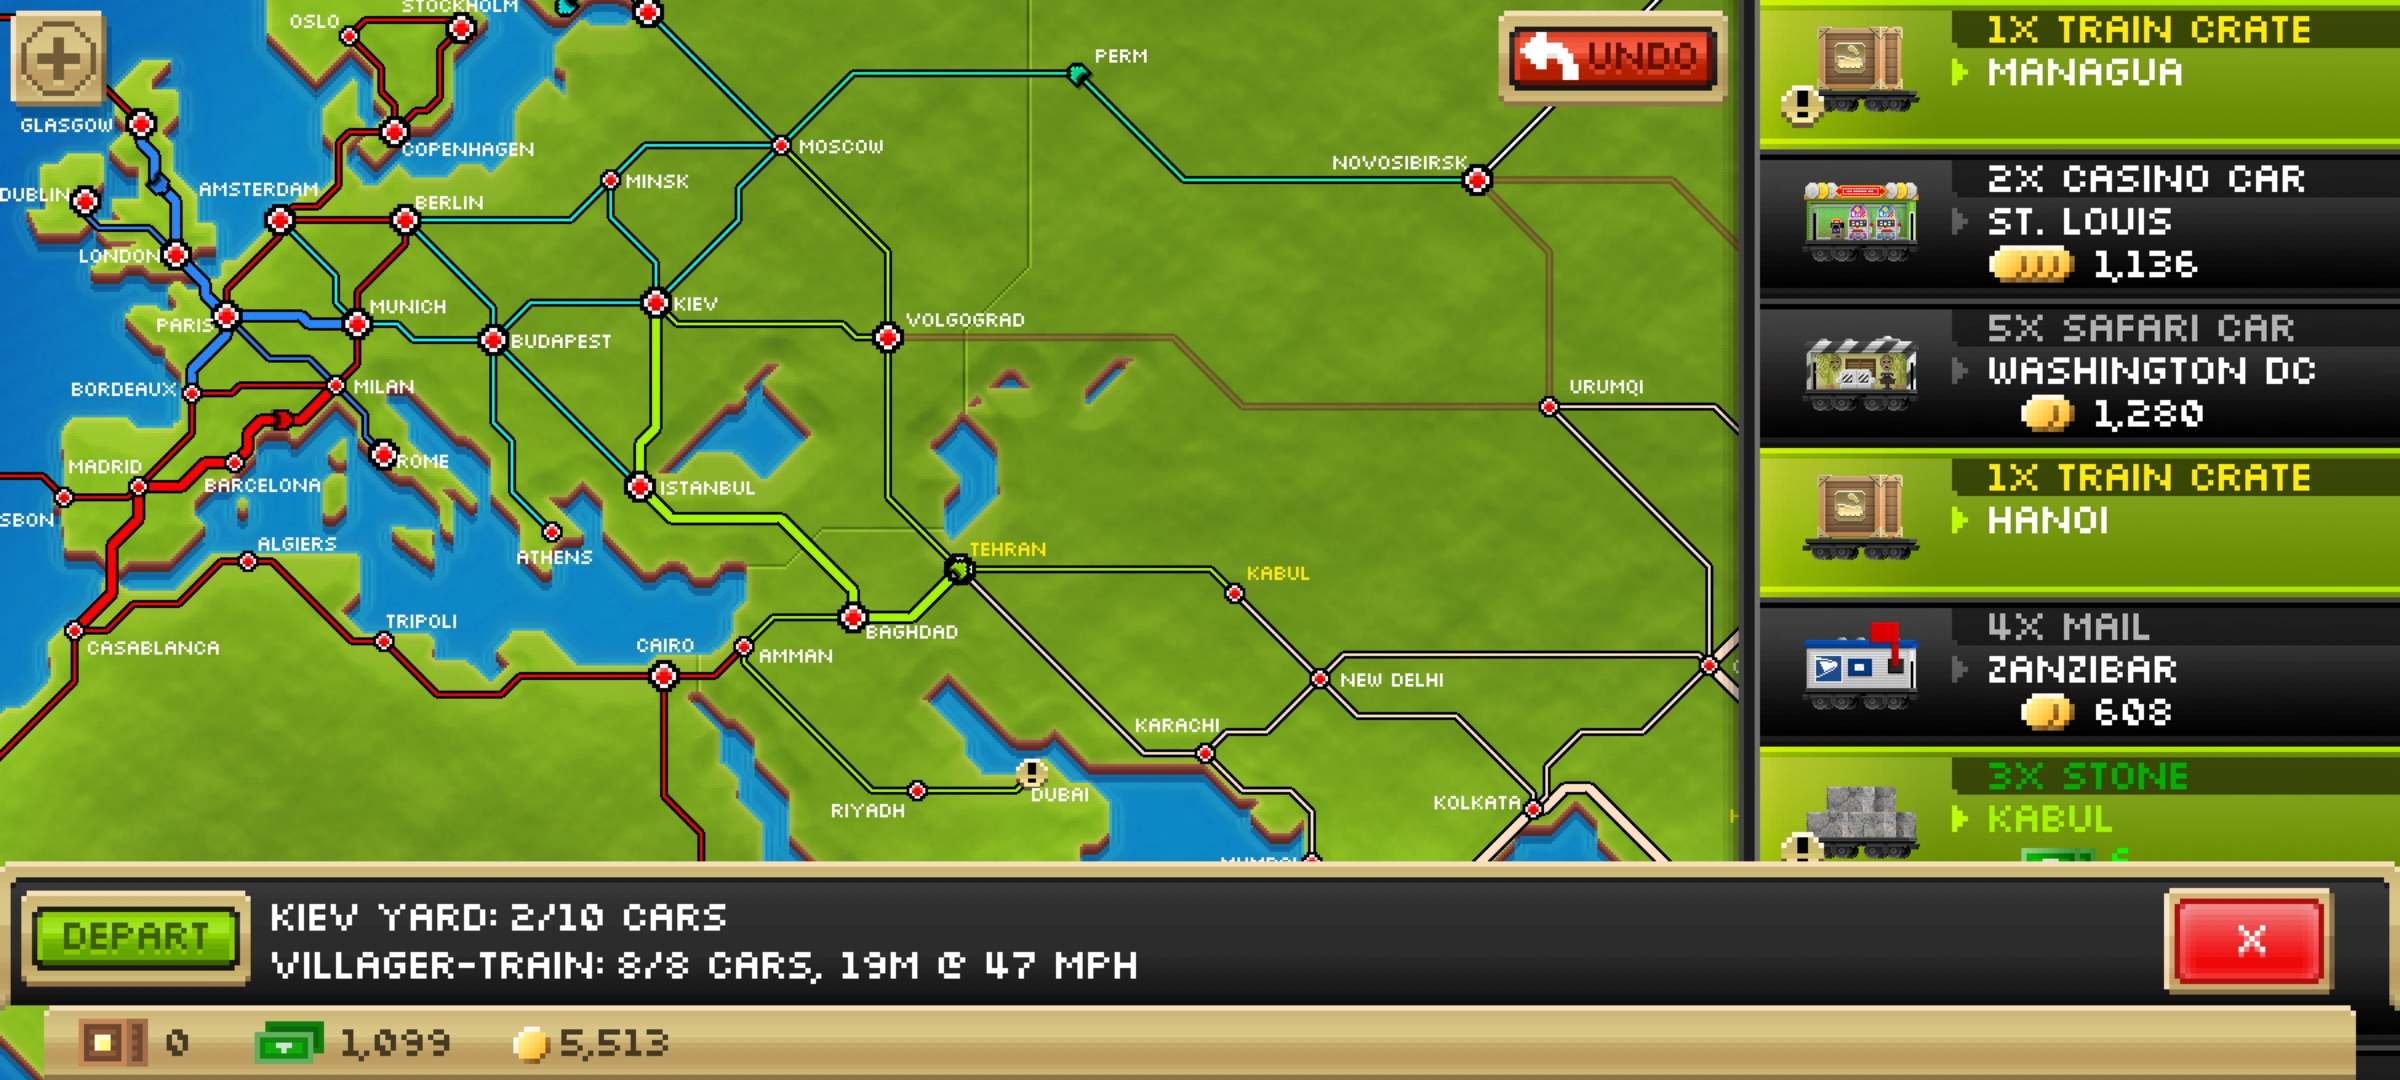 STOCKHOLM
OSLO
1X TRAIN CRATE
MANAGUA
UNDO
PERM
GLASGOW
COPENHAGEN
MOSCOW
NOVOSIBIRSK
2X CASINO CAR
ST. LOUIS
1,136
DUBLIN
AMSTERDAM
BERLIN
MINSK
LONDON
PARIS
MUNICH
KIEV
VOLGOGRAD
BUDAPEST
5X SAFARI CAR
WASHINGTON DC
1,280
BORDEAUX
MILAN
URUMQI
MADRID
ROME
BARCELONA
ISTANBUL
1X TRAIN CRATE
HANOI
SBON
ALGIERS
ATHENS
TEHRAN
KABUL
TRIPOLI
CASABLANCA
CAIRO
AMMAN
BAGHDAD
4X MAIL
ZANZIBAR
608
NEW DELHI
KARACHI
RIYADH
DUBAI
KOLKATA
MUMBAI
3X STONE
KABUL
DEPART
KIEV YARD: 2/10 CARS
VILLAGER-TRAIN: 8/8 CARS, 19M @ 47 MPH
X
0
1,099
5,513